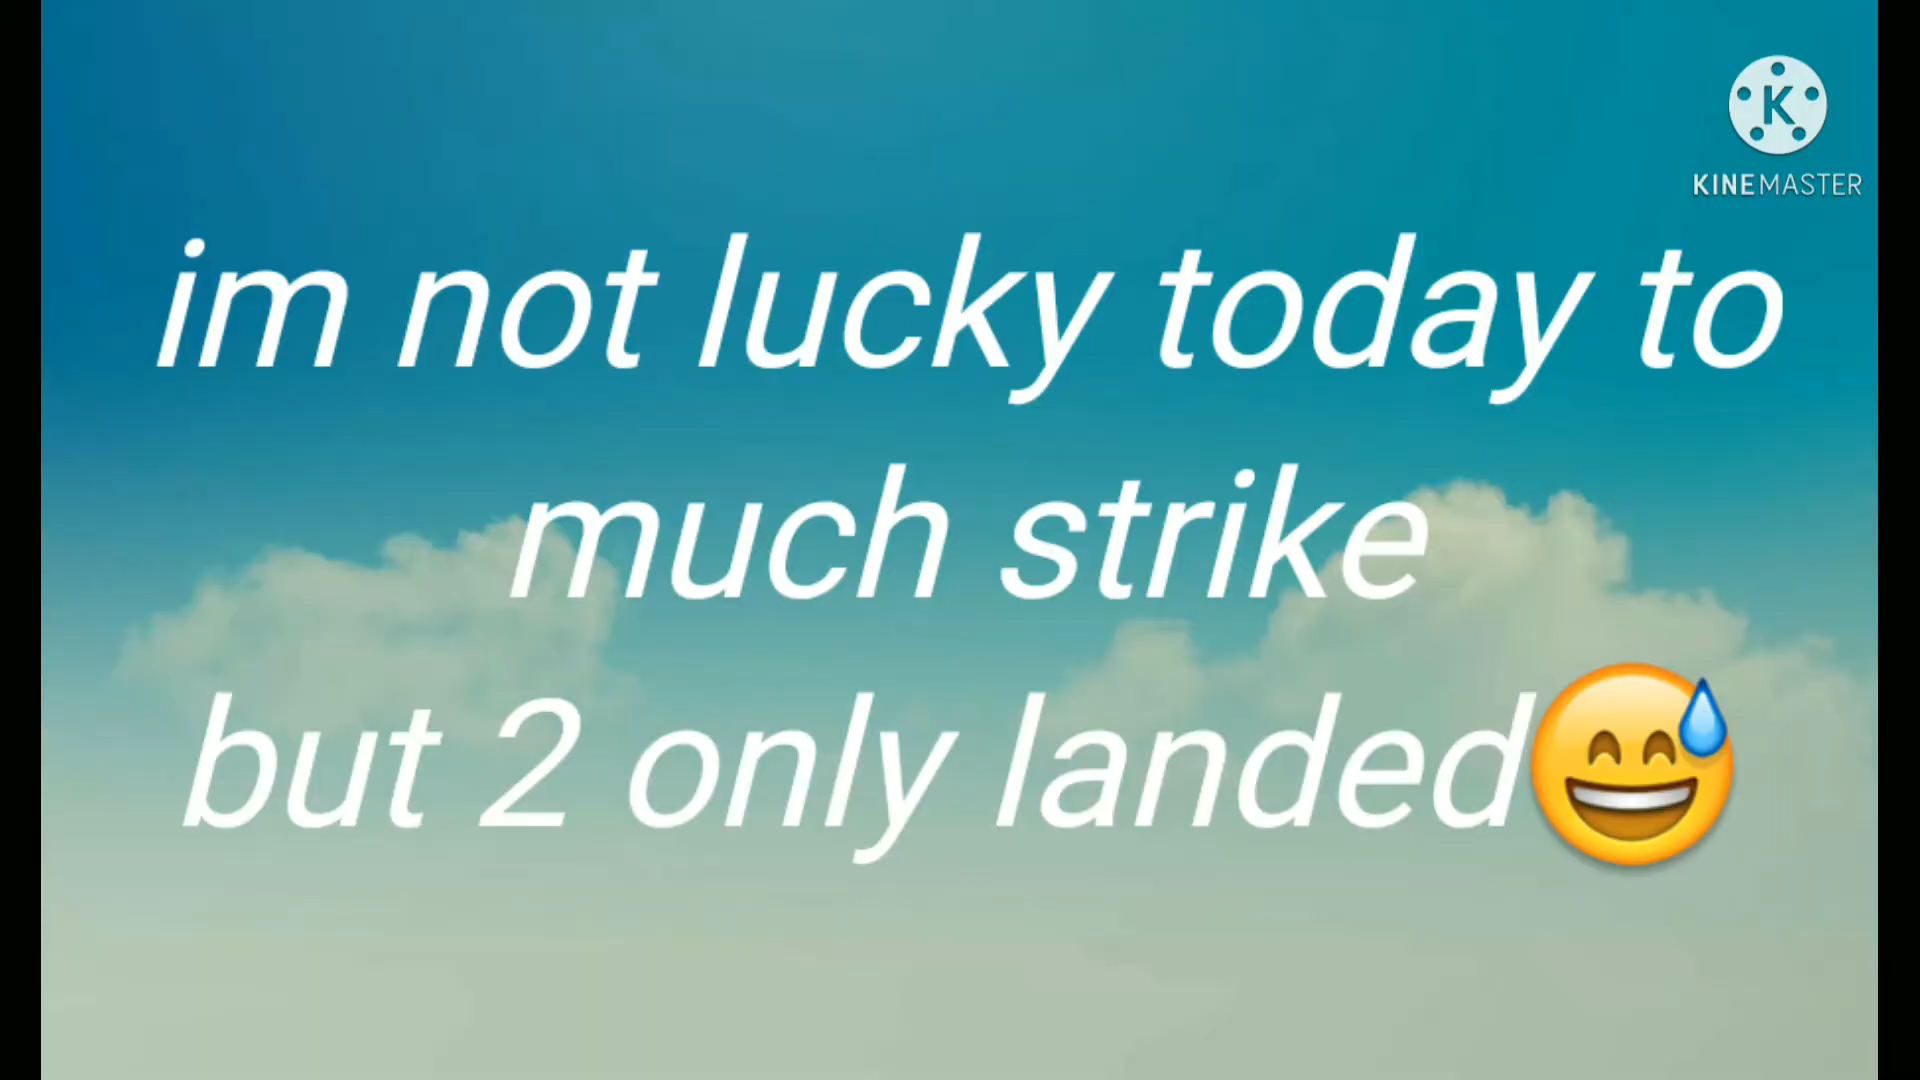 K
KINEMASTER
im not lucky today to
much strike
but 2 only landed😅